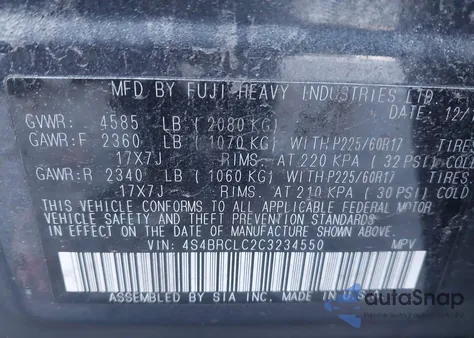 MFD BY FUJI HEAVY INDUSTRIES LTD.
DATE: 12/1
GVWR: 4585 LB (2080 KG)
GAWR:F 2360 LB (1070 KG) WITH P225/60R17 TIRES
17X7J RIMS. AT 220 KPA (32 PSI)
GAWR:R 2340 LB (1060 KG) WITH P225/60R17 TIRES
17X7J RIMS. AT 210 KPA (30 PSI)
THIS VEHICLE CONFORMS TO ALL APPLICABLE FEDERAL MOTOR
VEHICLE SAFETY AND THEFT PREVENTION STANDARDS
IN EFFECT ON THE DATE OF MANUFACTURE SHOWN ABOVE.
VIN: 4S4BRCLC2C3234550 MPV
ASSEMBLED BY SIA INC. MADE IN U.S.A
autoSnap